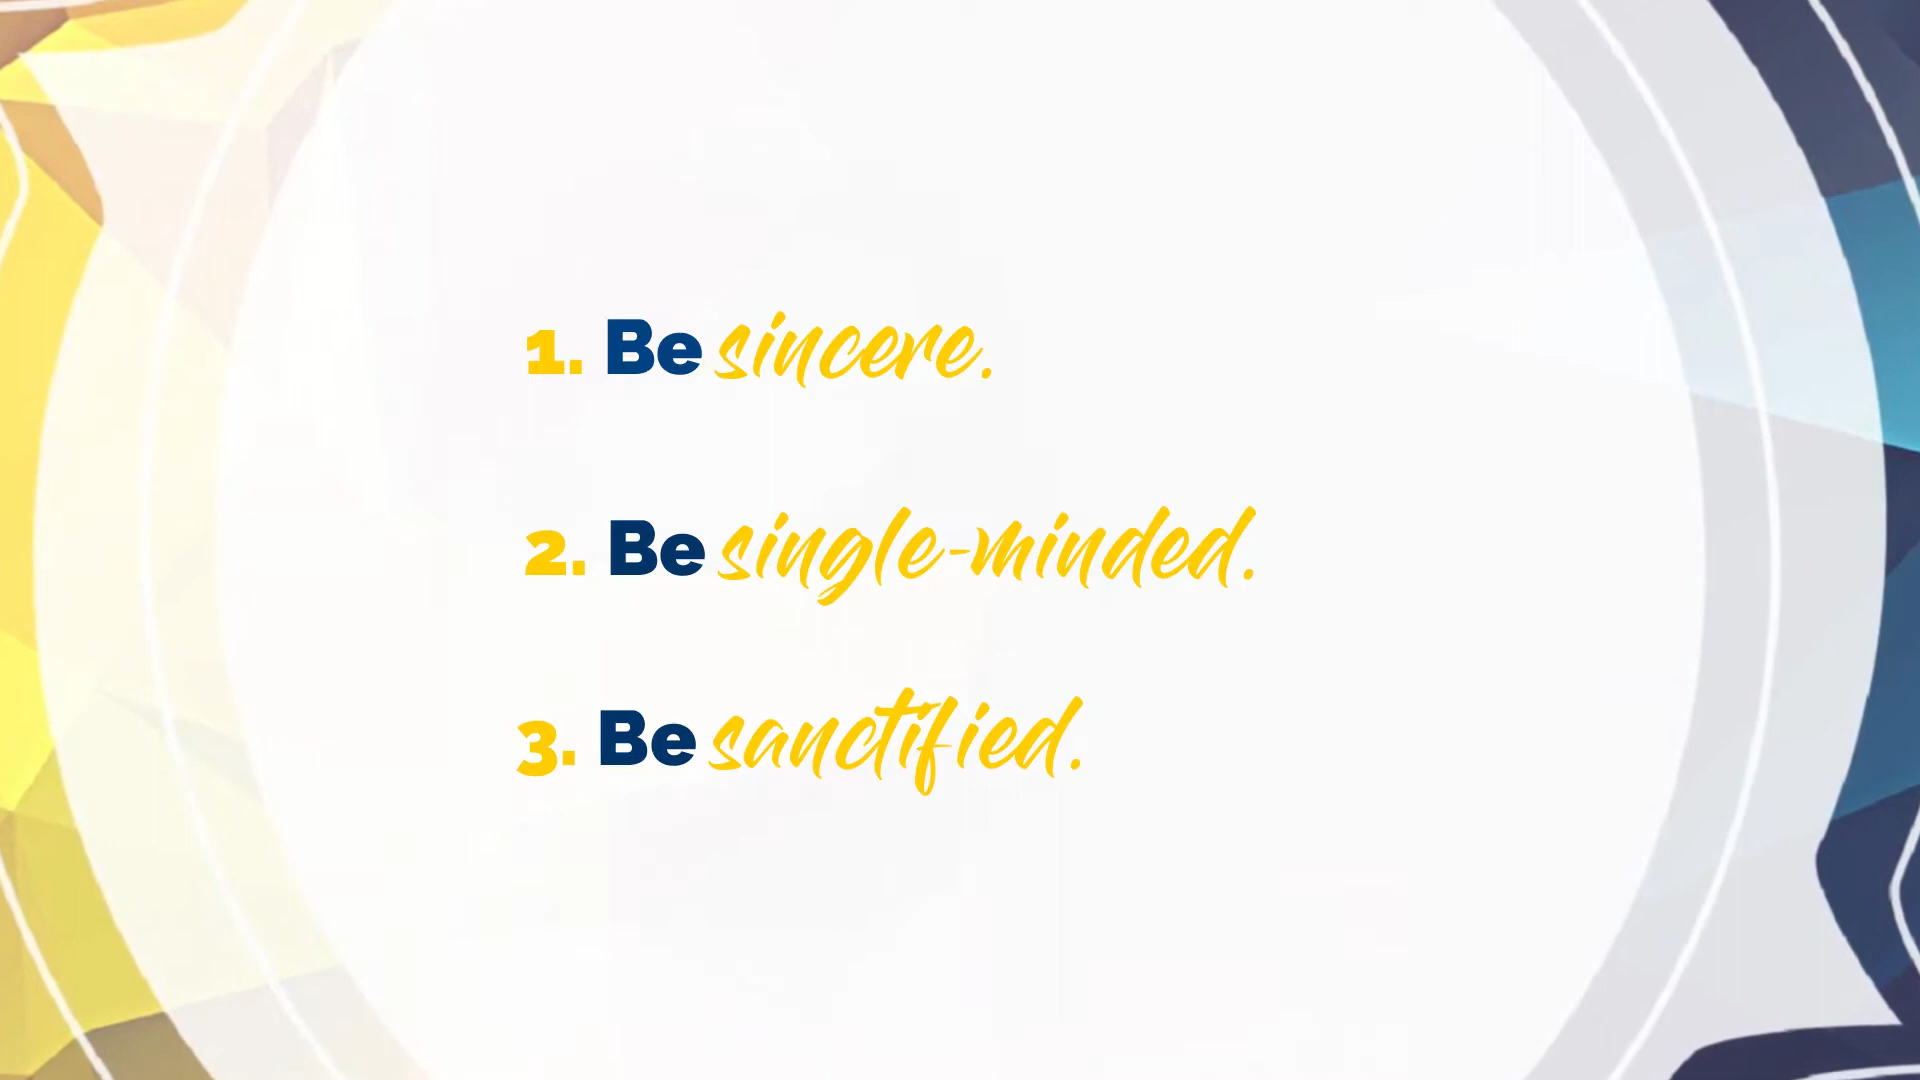 1. Be sincere.
2. Be single-minded.
3. Be sanctified.